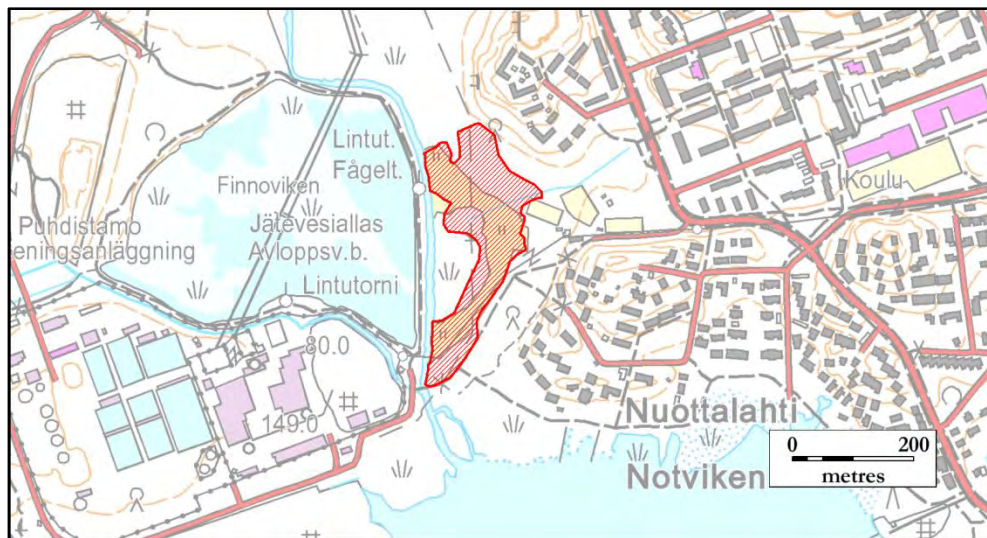 Lintut.
Fågelt.
Finnoviken
Koulu
Puhdistamo
eningsanläggning
Jätevesiallas
Avloppsv.b.
Lintutorni
80.0
149.0
Nuottalahti
Notviken
0 200
metres